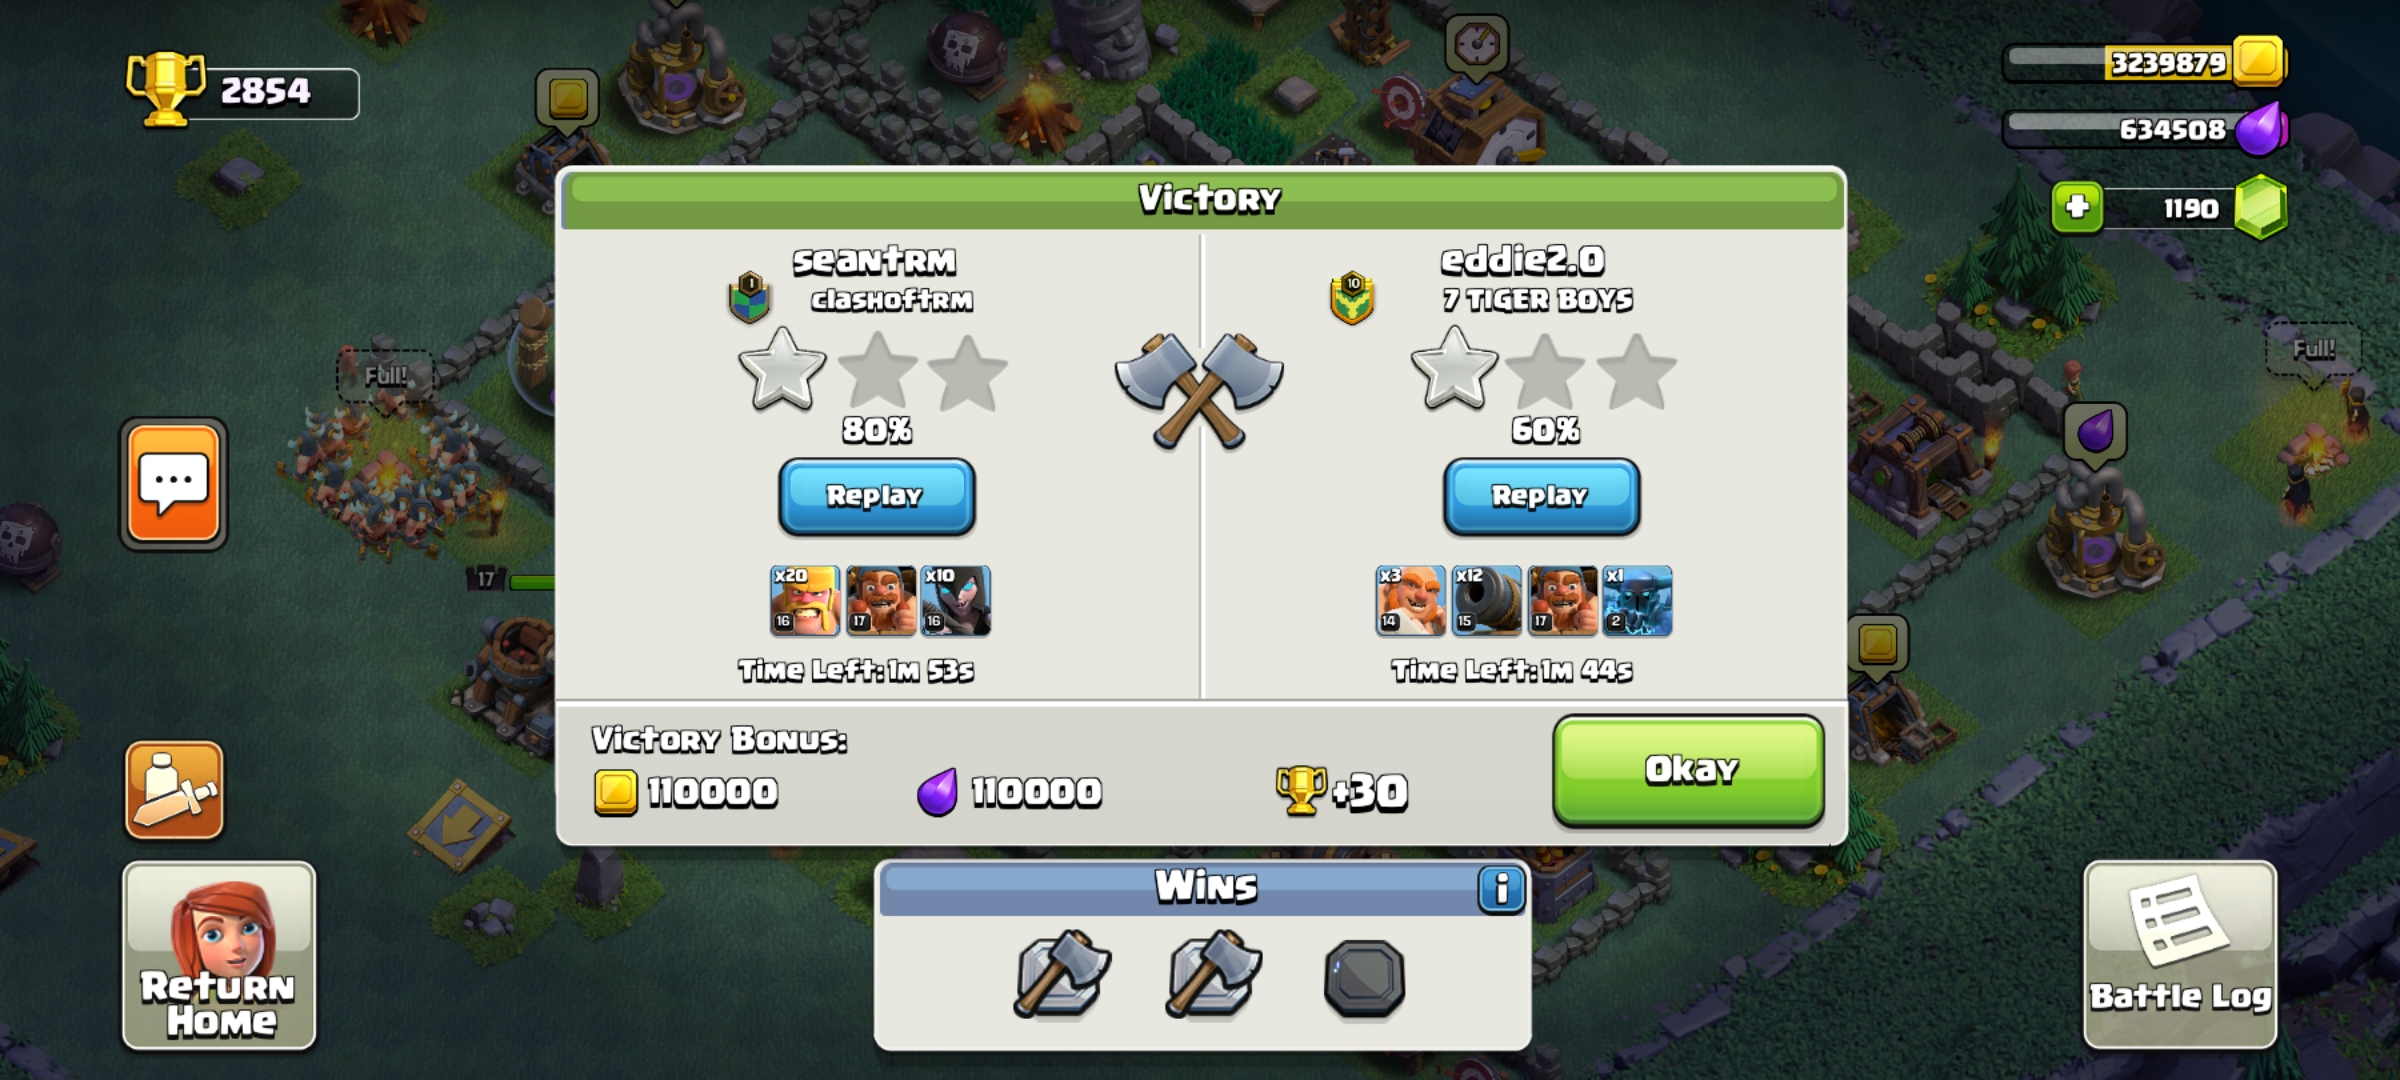 2854
3239879
634508
1190
Full!
Full!
17
Victory
seantrm
1
clashoftrm
80%
Replay
x20
16
17
x10
16
Time Left: 1m 53s
eddie2.0
10
7 TIGER BOYS
60%
Replay
x3
14
x12
15
17
x1
2
Time Left: 1m 44s
Victory Bonus:
110000
110000
+30
Okay
Wins
i
Return
Home
Battle Log